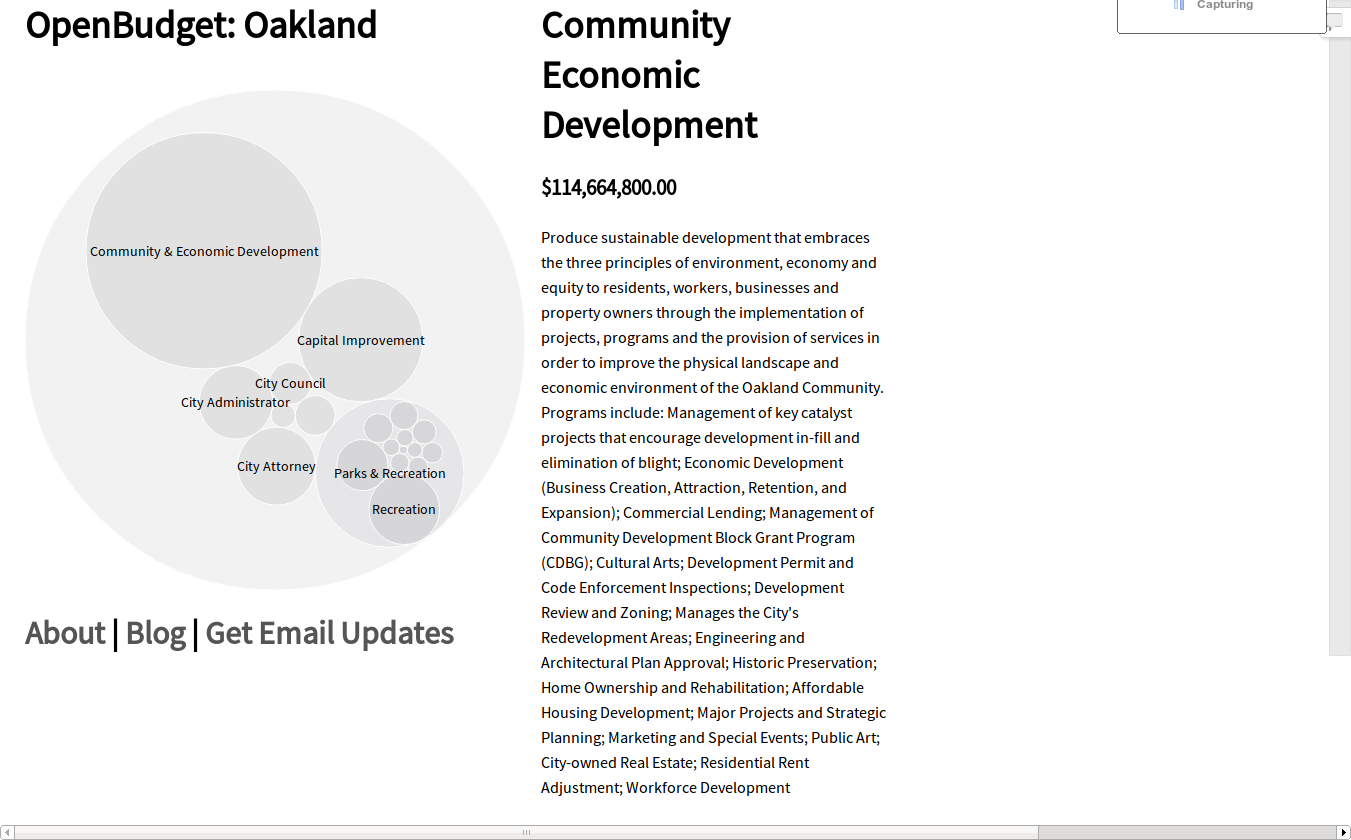 OpenBudget: Oakland
Community & Economic Development
Capital Improvement
City Council
City Administrator
City Attorney
Parks & Recreation
Recreation
About | Blog | Get Email Updates
Community
Economic
Development
$114,664,800.00
Produce sustainable development that embraces
the three principles of environment, economy and
equity to residents, workers, businesses and
property owners through the implementation of
projects, programs and the provision of services in
order to improve the physical landscape and
economic environment of the Oakland Community.
Programs include: Management of key catalyst
projects that encourage development in-fill and
elimination of blight; Economic Development
(Business Creation, Attraction, Retention, and
Expansion); Commercial Lending; Management of
Community Development Block Grant Program
(CDBG); Cultural Arts; Development Permit and
Code Enforcement Inspections; Development
Review and Zoning; Manages the City's
Redevelopment Areas; Engineering and
Architectural Plan Approval; Historic Preservation;
Home Ownership and Rehabilitation; Affordable
Housing Development; Major Projects and Strategic
Planning; Marketing and Special Events; Public Art;
City-owned Real Estate; Residential Rent
Adjustment; Workforce Development
Capturing